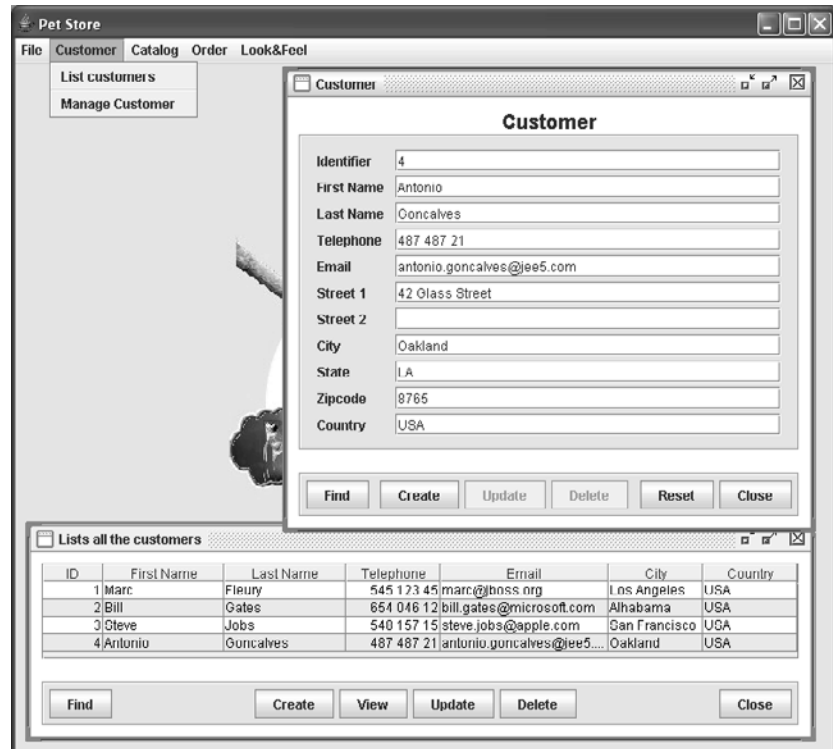 Pet Store
File Customer Catalog Order Look&Feel
List customers
Manage Customer
Customer
Customer
Identifier 4
First Name Antonio
Last Name Goncalves
Telephone 487 487 21
Email antonio.goncalves@jee5.com
Street 1 42 Glass Street
Street 2
City Oakland
State LA
Zipcode 8765
Country USA
Find Create Update Delete Reset Close
Lists all the customers
ID First Name Last Name Telephone Email City Country
1 Marc Fleury 545 123 45 marc@jboss.org Los Angeles USA
2 Bill Gates 654 046 12 bill.gates@microsoft.com Alhabama USA
3 Steve Jobs 540 157 15 steve.jobs@apple.com San Francisco USA
4 Antonio Goncalves 487 487 21 antonio.goncalves@jee5.... Oakland USA
Find Create View Update Delete Close